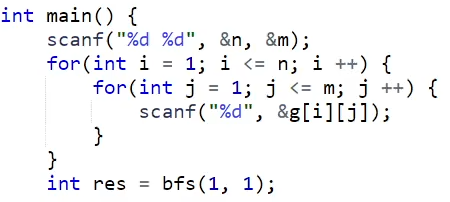 int main() {
    scanf("%d %d", &n, &m);
    for(int i = 1; i <= n; i ++) {
        for(int j = 1; j <= m; j ++) {
            scanf("%d", &g[i][j]);
        }
    }
    int res = bfs(1, 1);